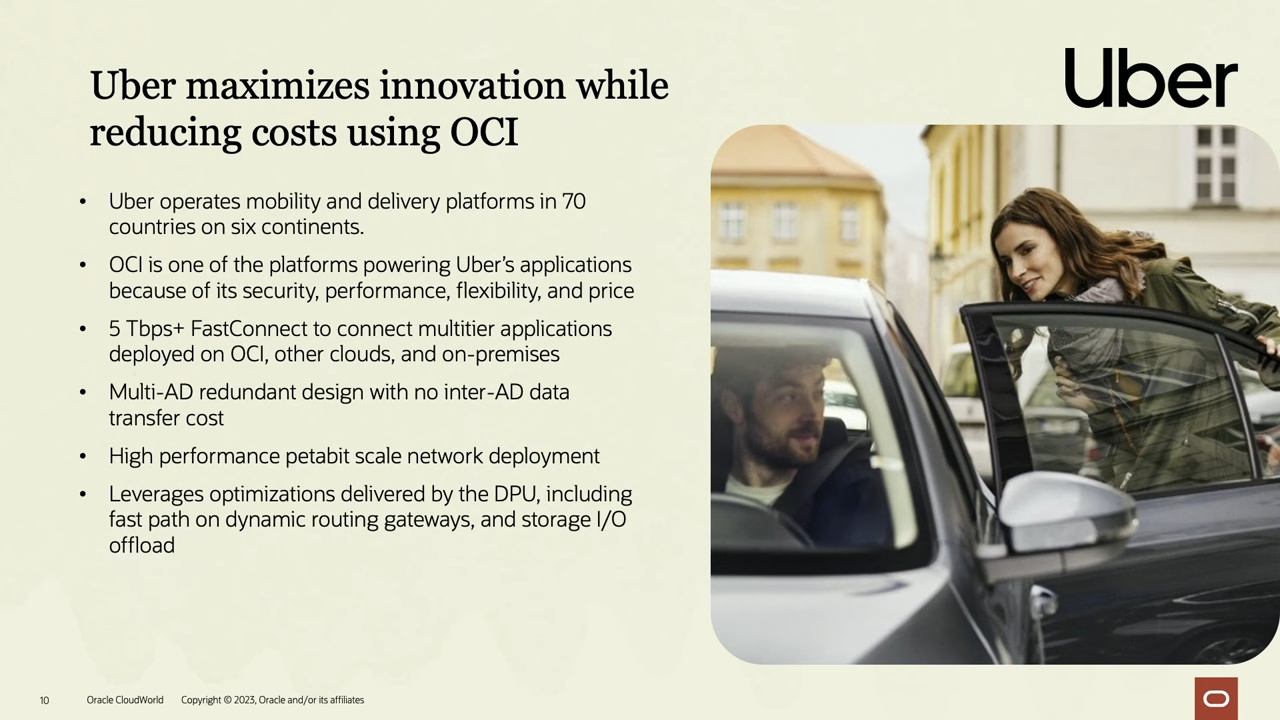 Uber maximizes innovation while
reducing costs using OCI
Uber
• Uber operates mobility and delivery platforms in 70
countries on six continents.
• OCI is one of the platforms powering Uber’s applications
because of its security, performance, flexibility, and price
• 5 Tbps+ FastConnect to connect multitier applications
deployed on OCI, other clouds, and on-premises
• Multi-AD redundant design with no inter-AD data
transfer cost
• High performance petabit scale network deployment
• Leverages optimizations delivered by the DPU, including
fast path on dynamic routing gateways, and storage I/O
offload
10 Oracle CloudWorld Copyright © 2023, Oracle and/or its affiliates